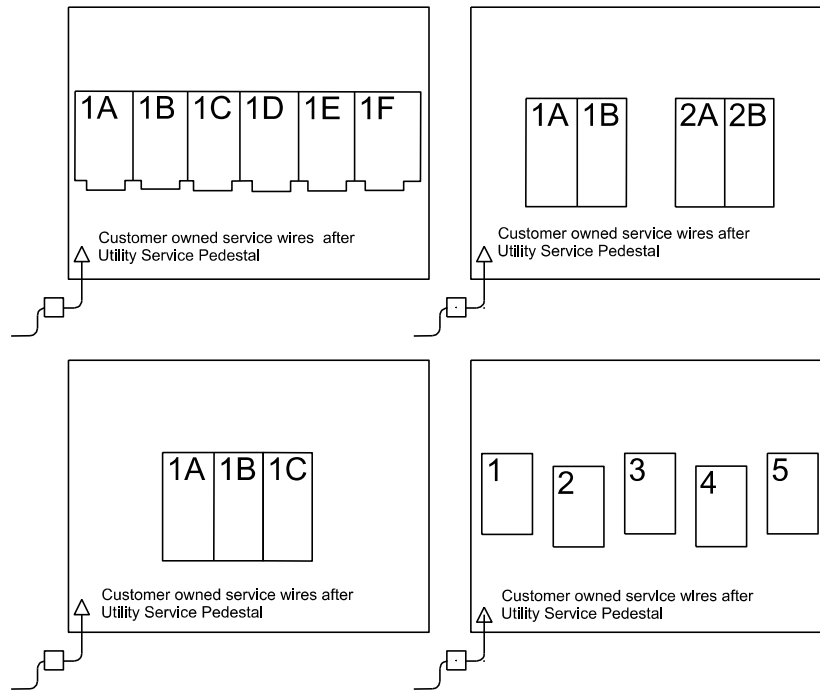 1A 1B 1C 1D 1E 1F
Customer owned service wires after
Utility Service Pedestal
1A 1B 2A 2B
Customer owned service wires after
Utility Service Pedestal
1A 1B 1C
Customer owned service wires after
Utility Service Pedestal
1 2 3 4 5
Customer owned service wires after
Utility Service Pedestal